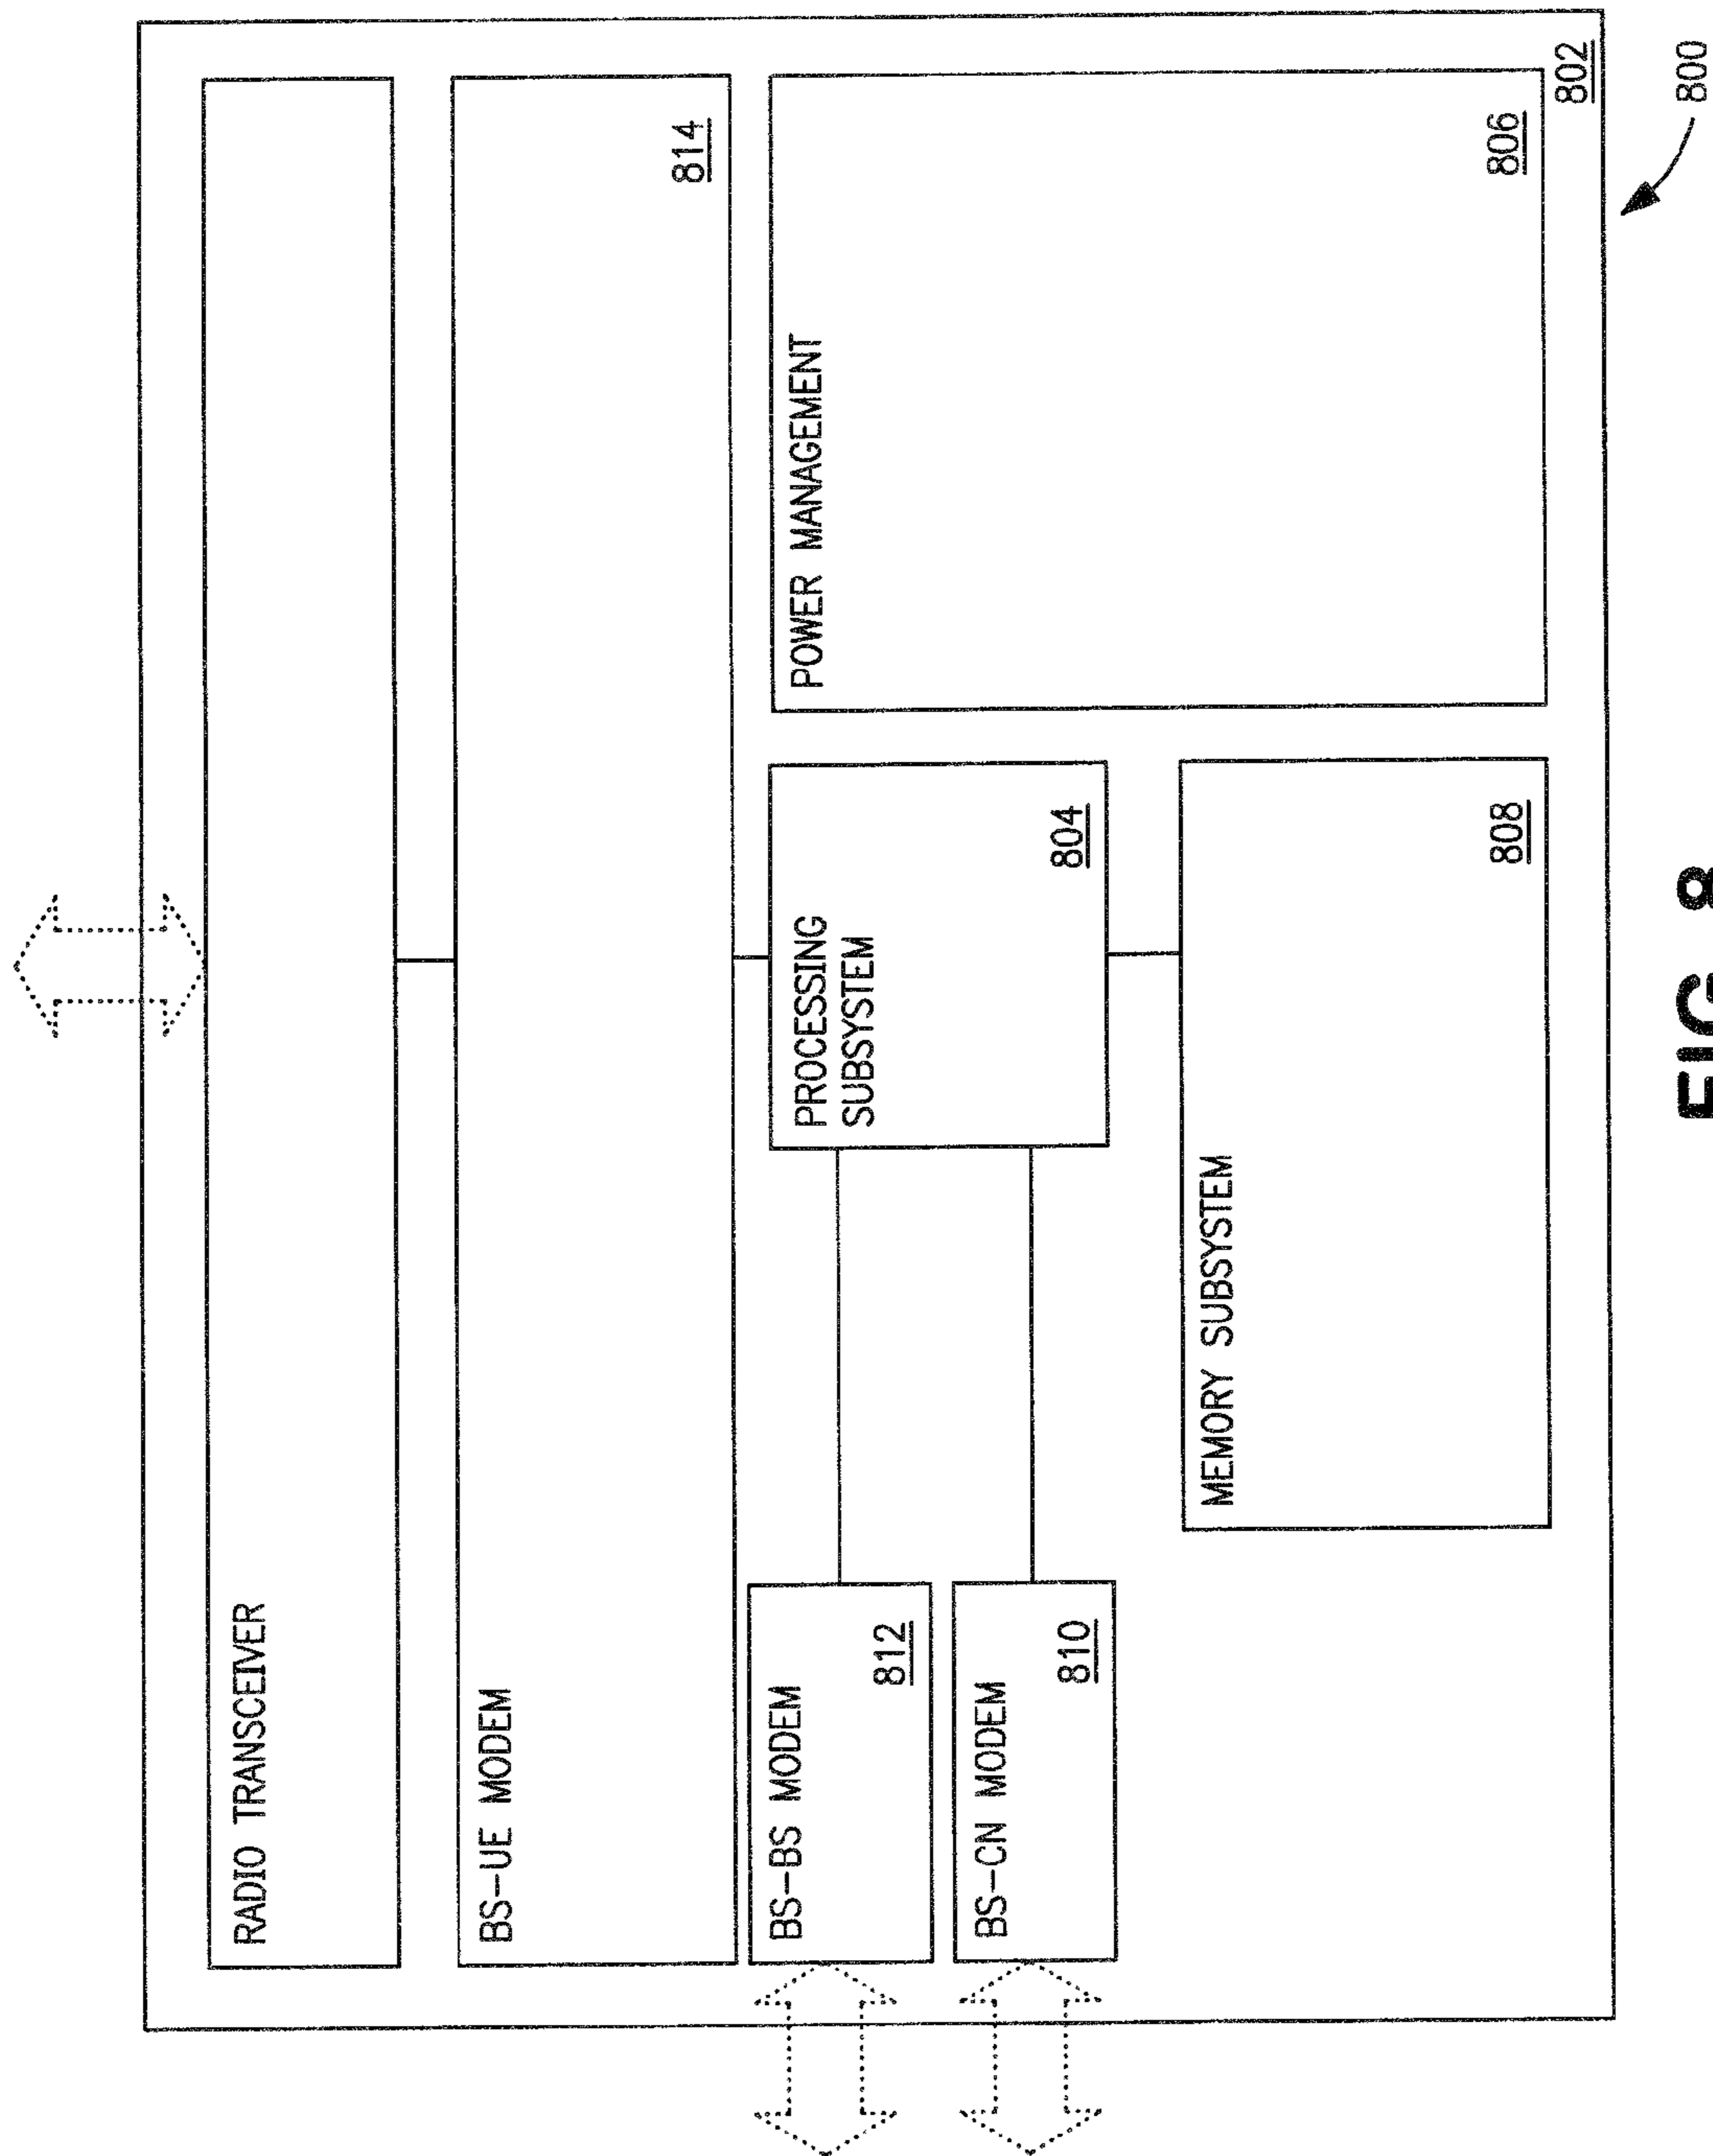 RADIO TRANSCEIVER
BS-UE MODEM
814
BS-BS MODEM
812
BS-CN MODEM
810
PROCESSING
SUBSYSTEM
804
POWER MANAGEMENT
806
MEMORY SUBSYSTEM
808
802
800
FIG. 8